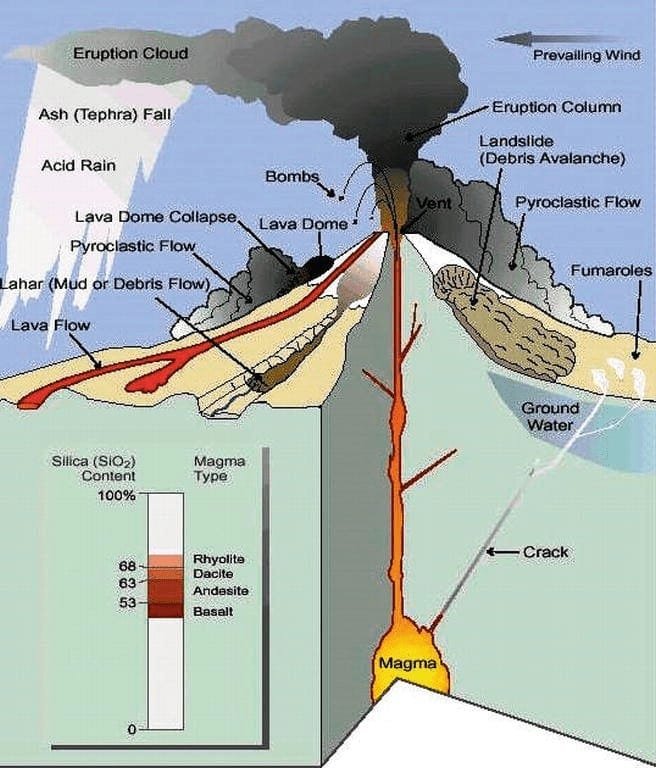 Eruption Cloud
Prevailing Wind
Ash (Tephra) Fall
Eruption Column
Landslide
(Debris Avalanche)
Acid Rain
Bombs
Vent
Pyroclastic Flow
Lava Dome Collapse
Lava Dome
Pyroclastic Flow
Fumaroles
Lahar (Mud or Debris Flow)
Lava Flow
Ground
Water
Silica (SiO₂)
Content
Magma
Type
100%
Crack
68
63
53
Rhyolite
Dacite
Andesite
Basalt
Magma
0